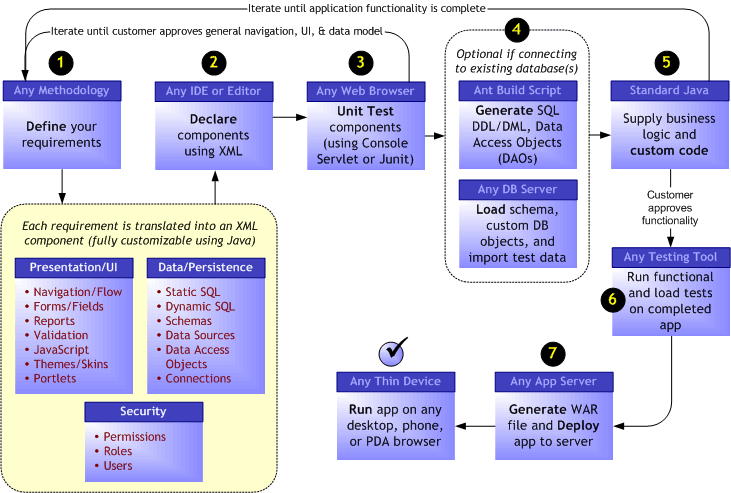 Iterate until application functionality is complete
Iterate until customer approves general navigation, UI, & data model
1
Any Methodology
Define your
requirements
2
Any IDE or Editor
Declare
components
using XML
3
Any Web Browser
Unit Test
components
(using Console
Servlet or Junit)
4
Optional if connecting
to existing database(s)
Ant Build Script
Generate SQL
DDL/DML, Data
Access Objects
(DAOs)
Any DB Server
Load schema,
custom DB
objects, and
import test data
5
Standard Java
Supply business
logic and
custom code
Customer
approves
functionality
Each requirement is translated into an XML
component (fully customizable using Java)
Presentation/UI
• Navigation/Flow
• Forms/Fields
• Reports
• Validation
• JavaScript
• Themes/Skins
• Portlets
Data/Persistence
• Static SQL
• Dynamic SQL
• Schemas
• Data Sources
• Data Access
Objects
• Connections
Security
• Permissions
• Roles
• Users
6
Any Testing Tool
Run functional
and load tests
on completed
app
7
Any App Server
Generate WAR
file and Deploy
app to server
Any Thin Device
Run app on any
desktop, phone,
or PDA browser